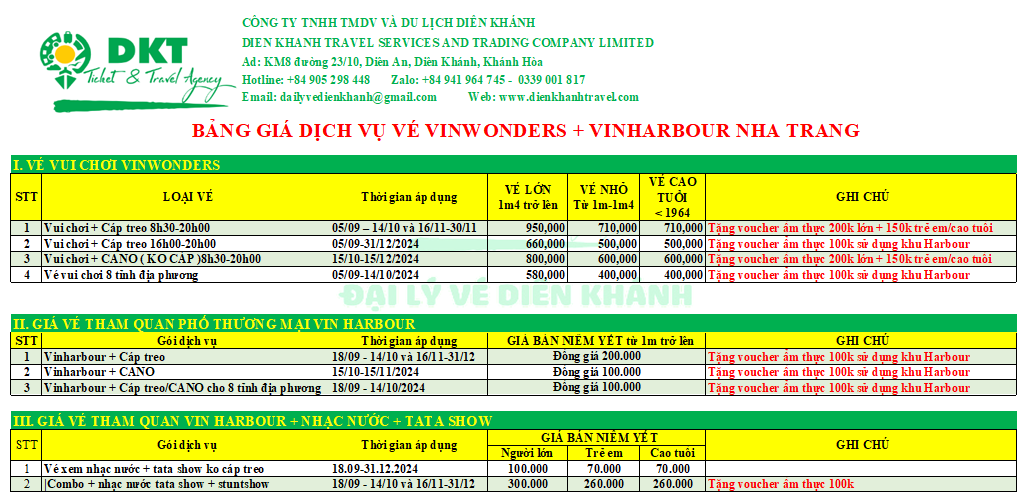 DKT
Ticket & Travel Agency
CÔNG TY TNHH TMDV VÀ DU LỊCH DIÊN KHÁNH
DIEN KHANH TRAVEL SERVICES AND TRADING COMPANY LIMITED
Ad: KM8 đường 23/10, Diên An, Diên Khánh, Khánh Hòa
Hotline: +84 905 298 448 Zalo: +84 941 964 745 - 0339 001 817
Email: dailyvedienkhanh@gmail.com Web: www.dienkhanhtravel.com
BẢNG GIÁ DỊCH VỤ VÉ VINWONDERS + VINHARBOUR NHA TRANG
I. VÉ VUI CHƠI VINWONDERS
STT LOẠI VÉ Thời gian áp dụng VÉ LỚN 1m4 trở lên VÉ NHỎ Từ 1m-1m4 VÉ CAO TUỔI < 1964 GHI CHÚ
1 Vui chơi + Cáp treo 8h30-20h00 05/09 – 14/10 và 16/11-30/11 950,000 710,000 710,000 Tặng voucher ẩm thực 200k lớn + 150k trẻ em/cao tuổi
2 Vui chơi + Cáp treo 16h00-20h00 05/09-31/12/2024 660,000 500,000 500,000 Tặng voucher ẩm thực 100k sử dụng khu Harbour
3 Vui chơi + CANO ( KO CÁP )8h30-20h00 15/10-15/12/2024 800,000 600,000 600,000 Tặng voucher ẩm thực 200k lớn + 150k trẻ em/cao tuổi
4 Vé vui chơi 8 tỉnh địa phương 05/09-14/10/2024 580,000 400,000 400,000 Tặng voucher ẩm thực 100k sử dụng khu Harbour
ĐẠI LÝ VÉ DIÊN KHÁNH
II. GIÁ VÉ THAM QUAN PHỐ THƯƠNG MẠI VIN HARBOUR
STT Gói dịch vụ Thời gian áp dụng GIÁ BÁN NIÊM YẾT từ 1m trở lên GHI CHÚ
1 Vinharbour + Cáp treo 18/09 - 14/10 và 16/11-31/12 Đồng giá 200.000 Tặng voucher ẩm thực 100k sử dụng khu Harbour
2 Vinharbour + CANO 15/10-15/11/2024 Đồng giá 100.000 Tặng voucher ẩm thực 100k sử dụng khu Harbour
3 Vinharbour + Cáp treo/CANO cho 8 tỉnh địa phương 18/09 - 14/10/2024 Đồng giá 100.000 Tặng voucher ẩm thực 100k sử dụng khu Harbour
III. GIÁ VÉ THAM QUAN VIN HARBOUR + NHẠC NƯỚC + TATA SHOW
STT Gói dịch vụ Thời gian áp dụng GIÁ BÁN NIÊM YẾT GHI CHÚ
Người lớn Trẻ em Cao tuổi
1 Vé xem nhạc nước + tata show ko cáp treo 18.09-31.12.2024 100.000 70.000 70.000
2 |Combo + nhạc nước tata show + stuntshow 18/09 - 14/10 và 16/11-31/12 300.000 260.000 260.000 Tặng voucher ẩm thực 100k